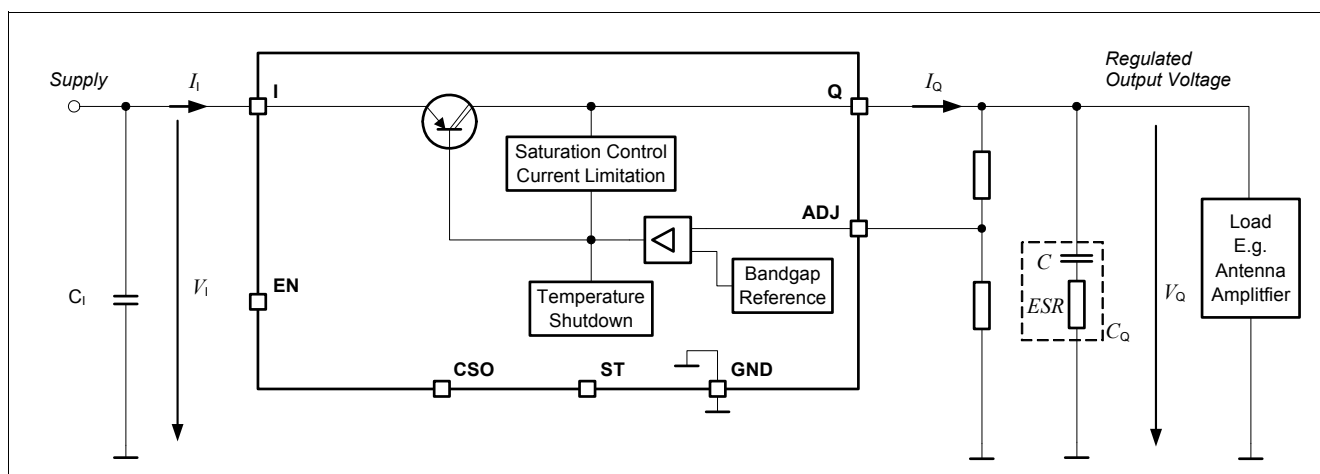 Supply
I_I
I
Q
I_Q
Regulated
Output Voltage
Saturation Control
Current Limitation
ADJ
Load
E.g.
Antenna
Amplitfier
C_I
V_I
EN
Temperature
Shutdown
Bandgap
Reference
C
ESR
C_Q
V_Q
CSO
ST
GND